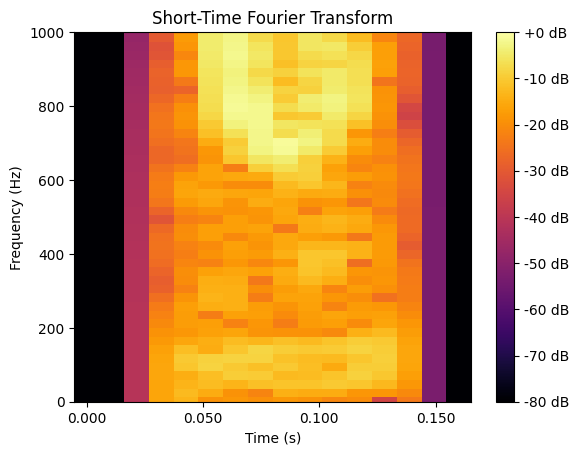 Short-Time Fourier Transform
Frequency (Hz)
1000
800
600
400
200
0
0.000
0.050
0.100
0.150
Time (s)
+0 dB
-10 dB
-20 dB
-30 dB
-40 dB
-50 dB
-60 dB
-70 dB
-80 dB